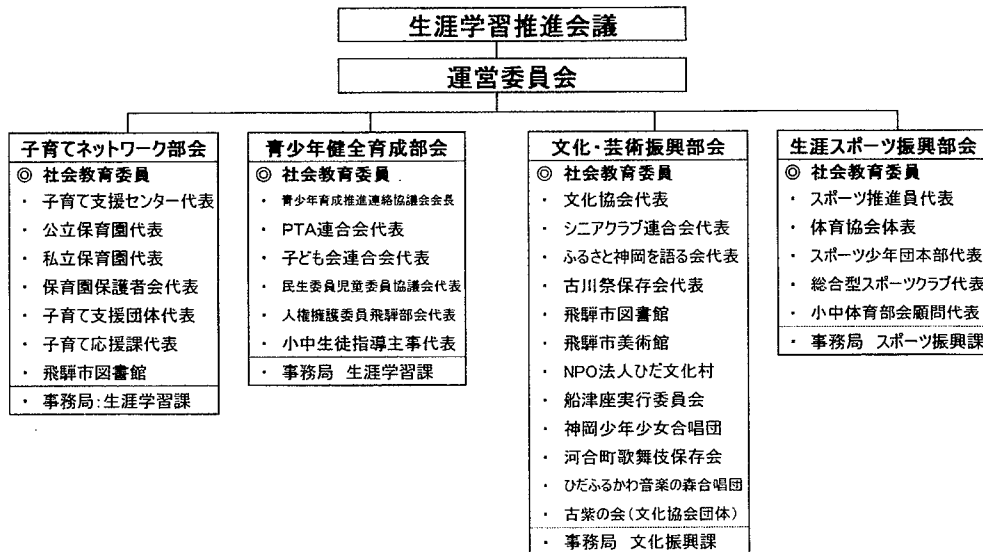 生涯学習推進会議
運営委員会
子育てネットワーク部会
◎ 社会教育委員
・ 子育て支援センター代表
・ 公立保育園代表
・ 私立保育園代表
・ 保育園保護者会代表
・ 子育て支援団体代表
・ 子育て応援課代表
・ 飛騨市図書館
・ 事務局:生涯学習課
青少年健全育成部会
◎ 社会教育委員
・ 青少年育成推進連絡協議会会長
・ PTA連合会代表
・ 子ども会連合会代表
・ 民生委員児童委員協議会代表
・ 人権擁護委員飛騨部会代表
・ 小中生徒指導主事代表
・ 事務局 生涯学習課
文化・芸術振興部会
◎ 社会教育委員
・ 文化協会代表
・ シニアクラブ連合会代表
・ ふるさと神岡を語る会代表
・ 古川祭保存会代表
・ 飛騨市図書館
・ 飛騨市美術館
・ NPO法人ひだ文化村
・ 船津座実行委員会
・ 神岡少年少女合唱団
・ 河合町歌舞伎保存会
・ ひだふるかわ音楽の森合唱団
・ 古紫の会(文化協会団体)
・ 事務局 文化振興課
生涯スポーツ振興部会
◎ 社会教育委員
・ スポーツ推進員代表
・ 体育協会体表
・ スポーツ少年団本部代表
・ 総合型スポーツクラブ代表
・ 小中体育部会顧問代表
・ 事務局 スポーツ振興課